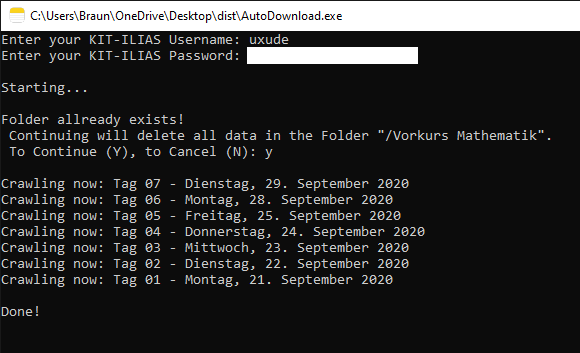 C:\Users\Braun\OneDrive\Desktop\dist\AutoDownload.exe
Enter your KIT-ILIAS Username: uxude
Enter your KIT-ILIAS Password:
Starting...
Folder allready exists!
Continuing will delete all data in the Folder "/Vorkurs Mathematik".
To Continue (Y), to Cancel (N): y
Crawling now: Tag 07 - Dienstag, 29. September 2020
Crawling now: Tag 06 - Montag, 28. September 2020
Crawling now: Tag 05 - Freitag, 25. September 2020
Crawling now: Tag 04 - Donnerstag, 24. September 2020
Crawling now: Tag 03 - Mittwoch, 23. September 2020
Crawling now: Tag 02 - Dienstag, 22. September 2020
Crawling now: Tag 01 - Montag, 21. September 2020
Done!